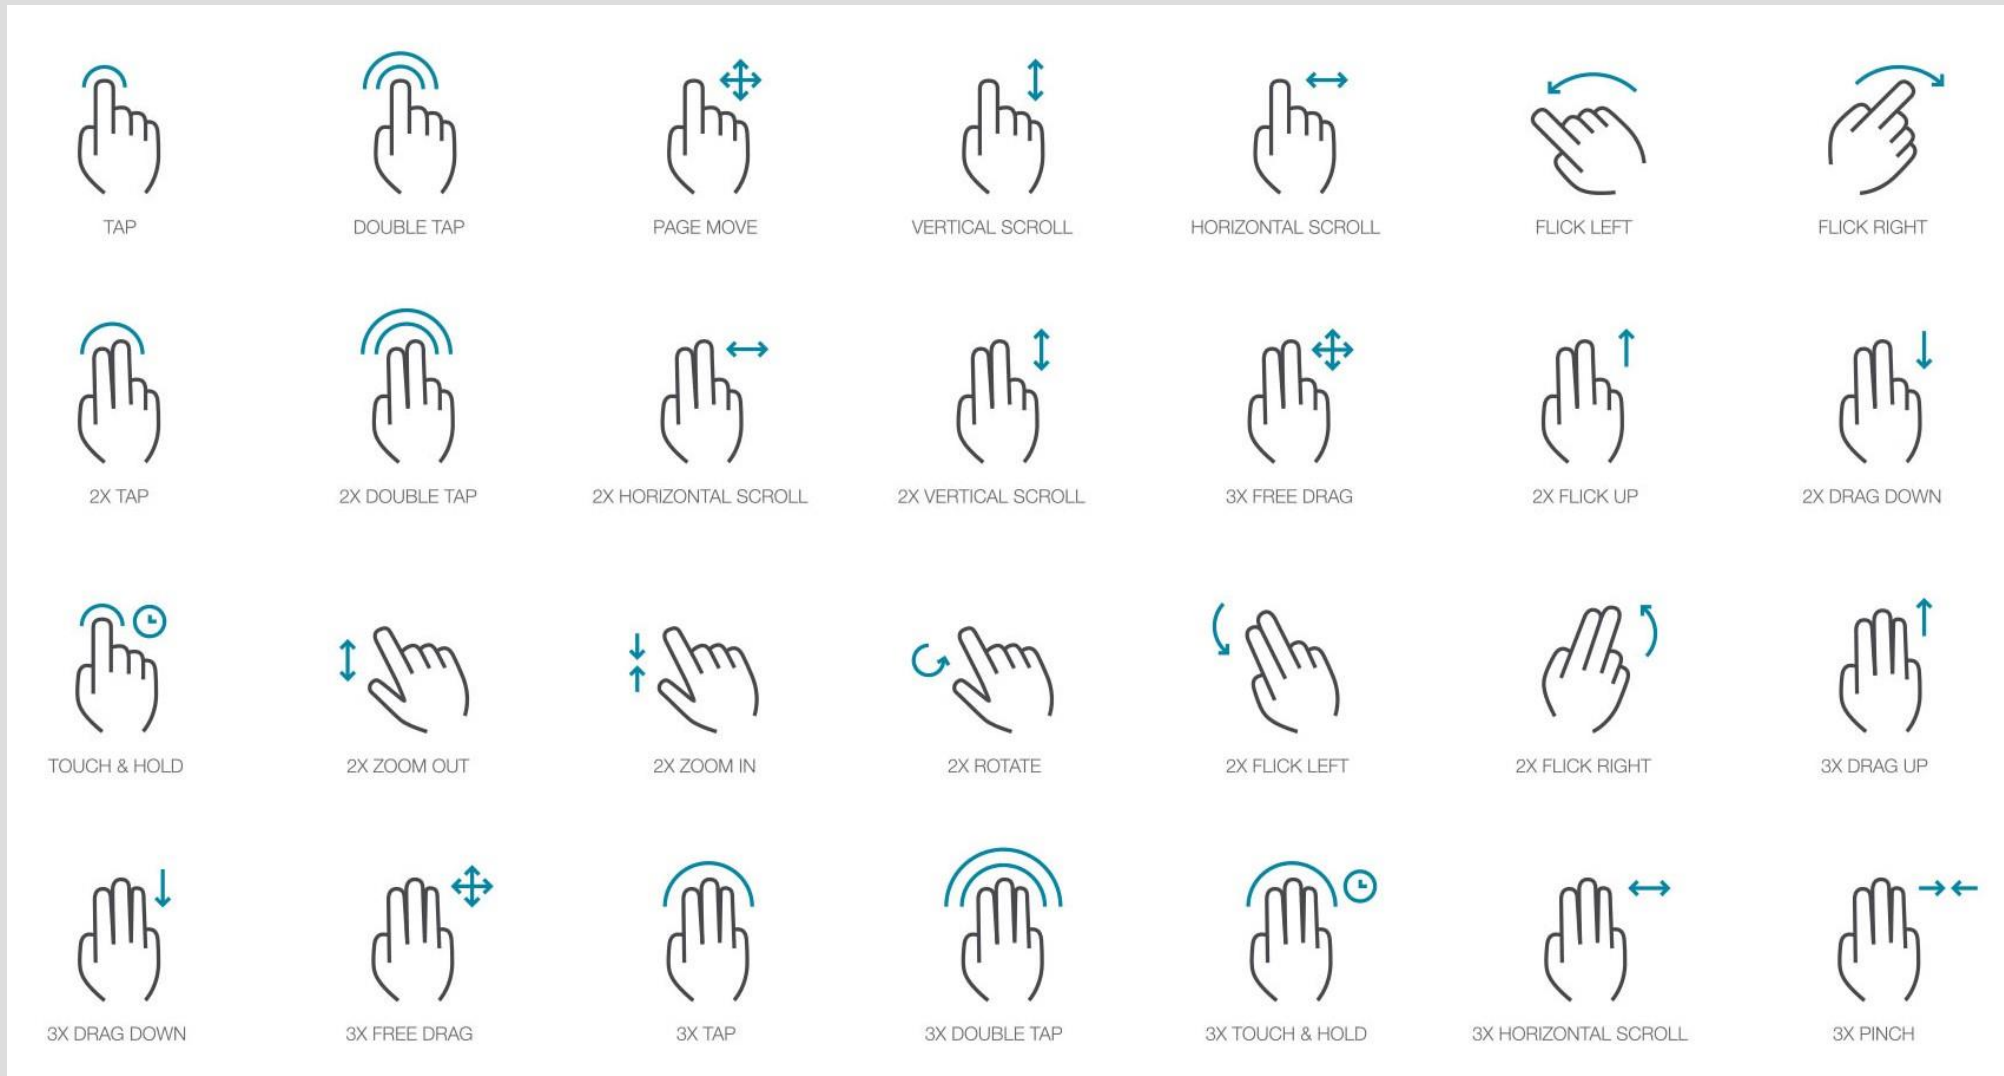 TAP
DOUBLE TAP
PAGE MOVE
VERTICAL SCROLL
HORIZONTAL SCROLL
FLICK LEFT
FLICK RIGHT
2X TAP
2X DOUBLE TAP
2X HORIZONTAL SCROLL
2X VERTICAL SCROLL
3X FREE DRAG
2X FLICK UP
2X DRAG DOWN
TOUCH & HOLD
2X ZOOM OUT
2X ZOOM IN
2X ROTATE
2X FLICK LEFT
2X FLICK RIGHT
3X DRAG UP
3X DRAG DOWN
3X FREE DRAG
3X TAP
3X DOUBLE TAP
3X TOUCH & HOLD
3X HORIZONTAL SCROLL
3X PINCH